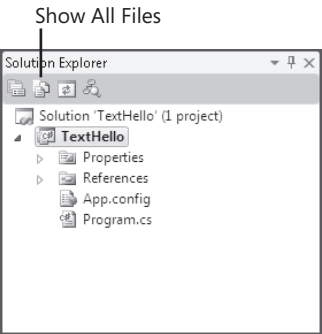 Show All Files
Solution Explorer
Solution 'TextHello' (1 project)
TextHello
Properties
References
App.config
Program.cs